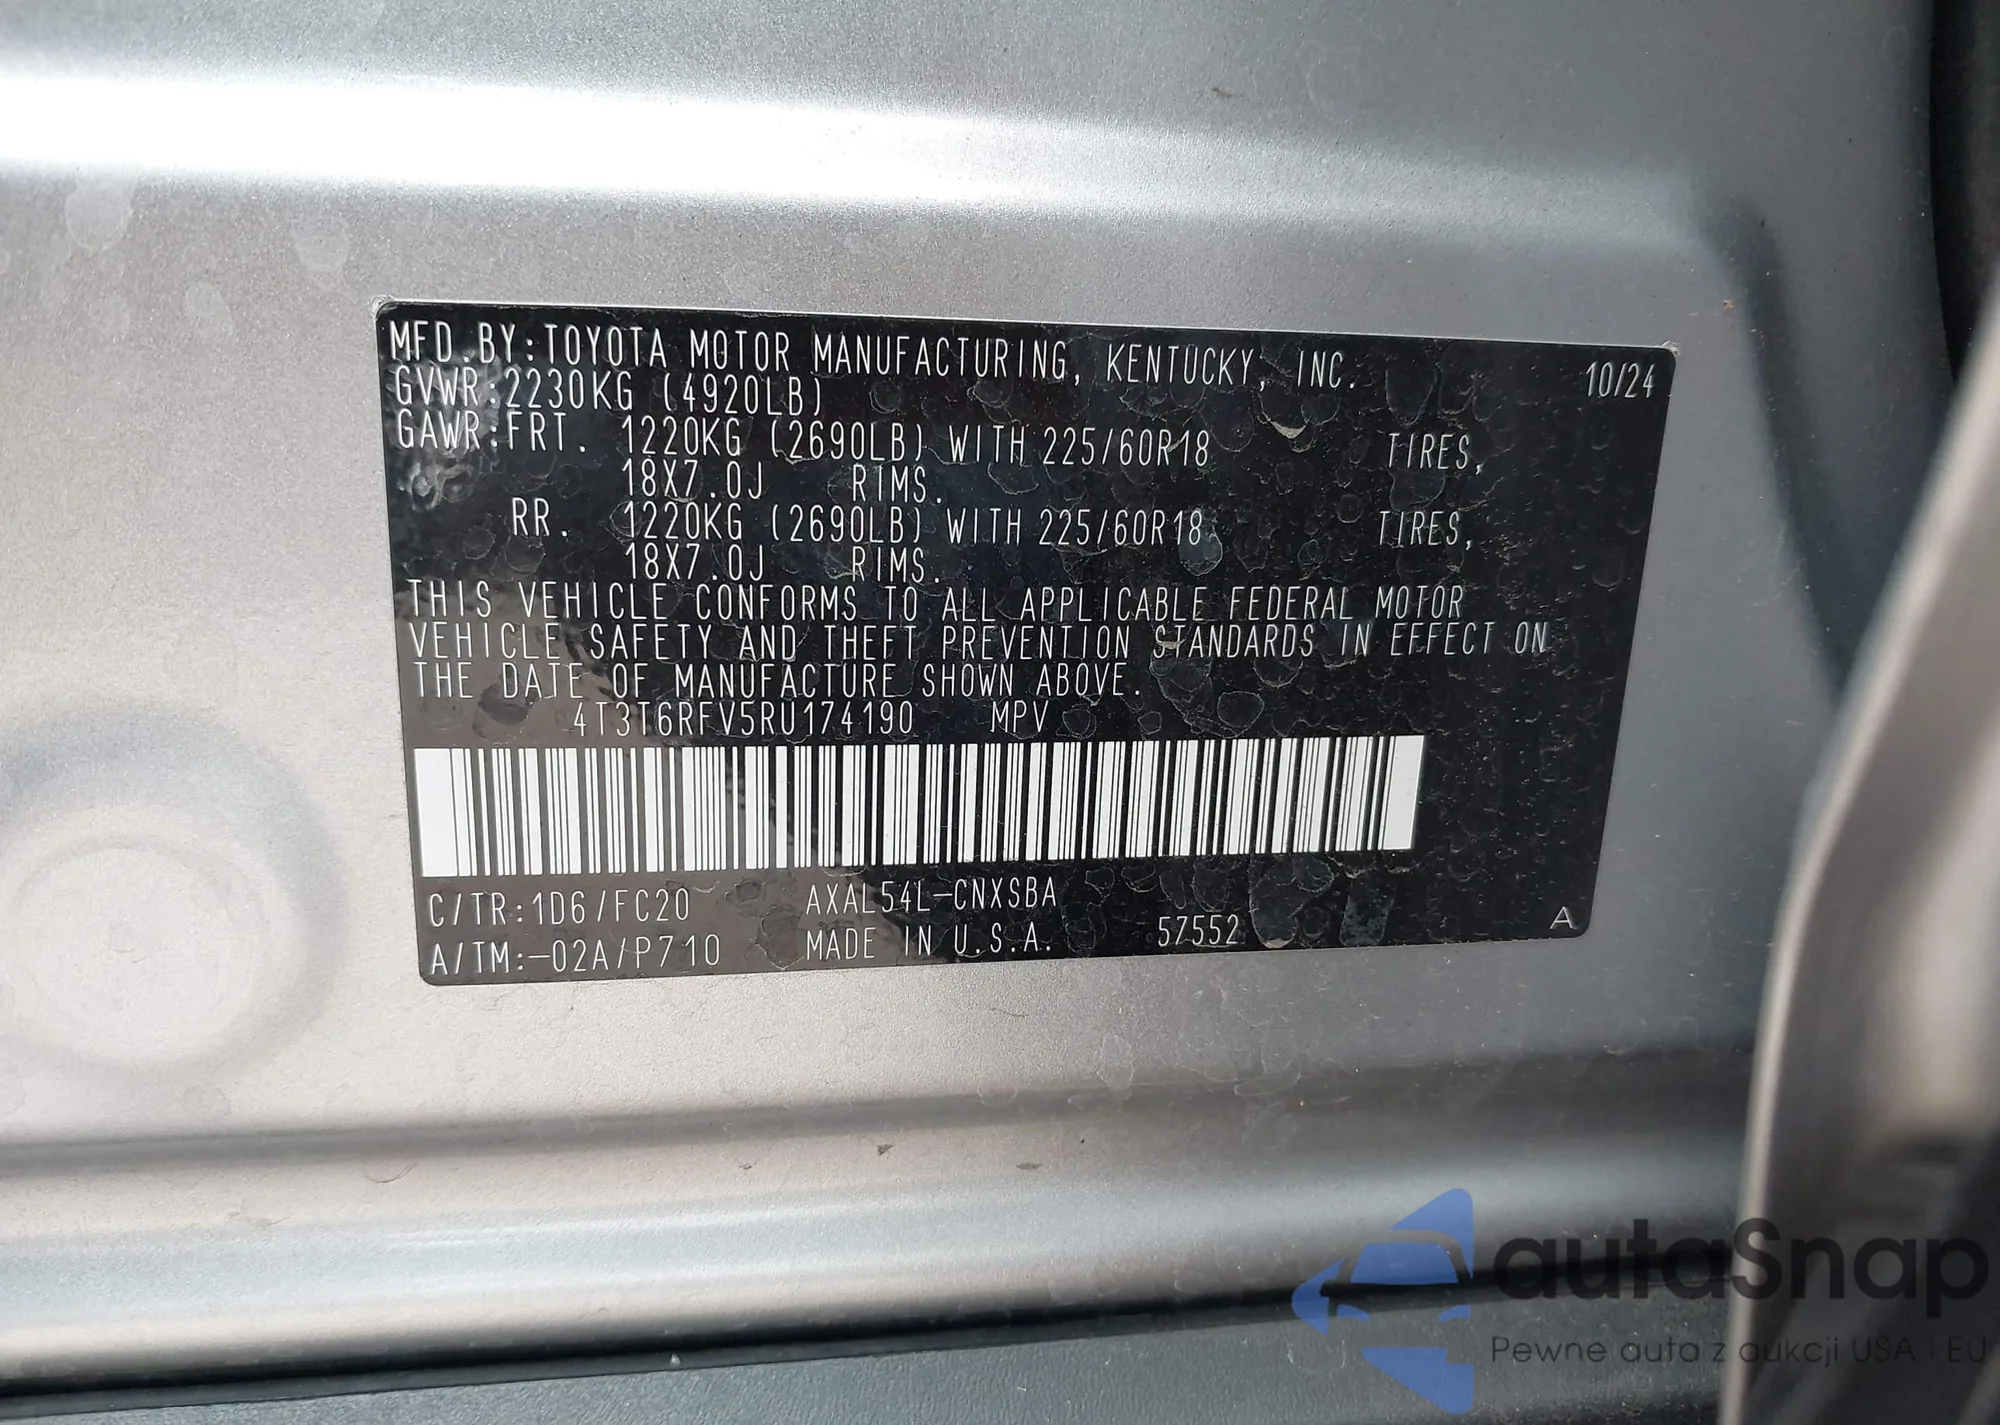 MFD.BY:TOYOTA MOTOR MANUFACTURING, KENTUCKY, INC. 10/24
GVWR:2230KG (4920LB)
GAWR:FRT. 1220KG (2690LB) WITH 225/60R18 TIRES,
18X7.0J RIMS.
RR. 1220KG (2690LB) WITH 225/60R18 TIRES,
18X7.0J RIMS.
THIS VEHICLE CONFORMS TO ALL APPLICABLE FEDERAL MOTOR
VEHICLE SAFETY AND THEFT PREVENTION STANDARDS IN EFFECT ON
THE DATE OF MANUFACTURE SHOWN ABOVE.
4T3T6RFV5RU174190 MPV
C/TR:1D6/FC20 AXAL54L-CNXSBA
A/TM:-02A/P710 MADE IN U.S.A. 57552 A
autaSnap
Pewne auta z aukcji USA i EU